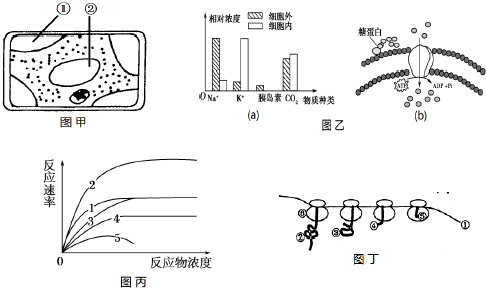 ① ②
图甲
相对浓度
细胞外
细胞内
O Na⁺ K⁺ 胰岛素 CO₂ 物质种类
(a)
糖蛋白
ATP ADP+Pi
(b)
图乙
反应速率
2
1
3
4
5
0 反应物浓度
图丙
⑥ ② ③ ④ ⑤ ①
图丁